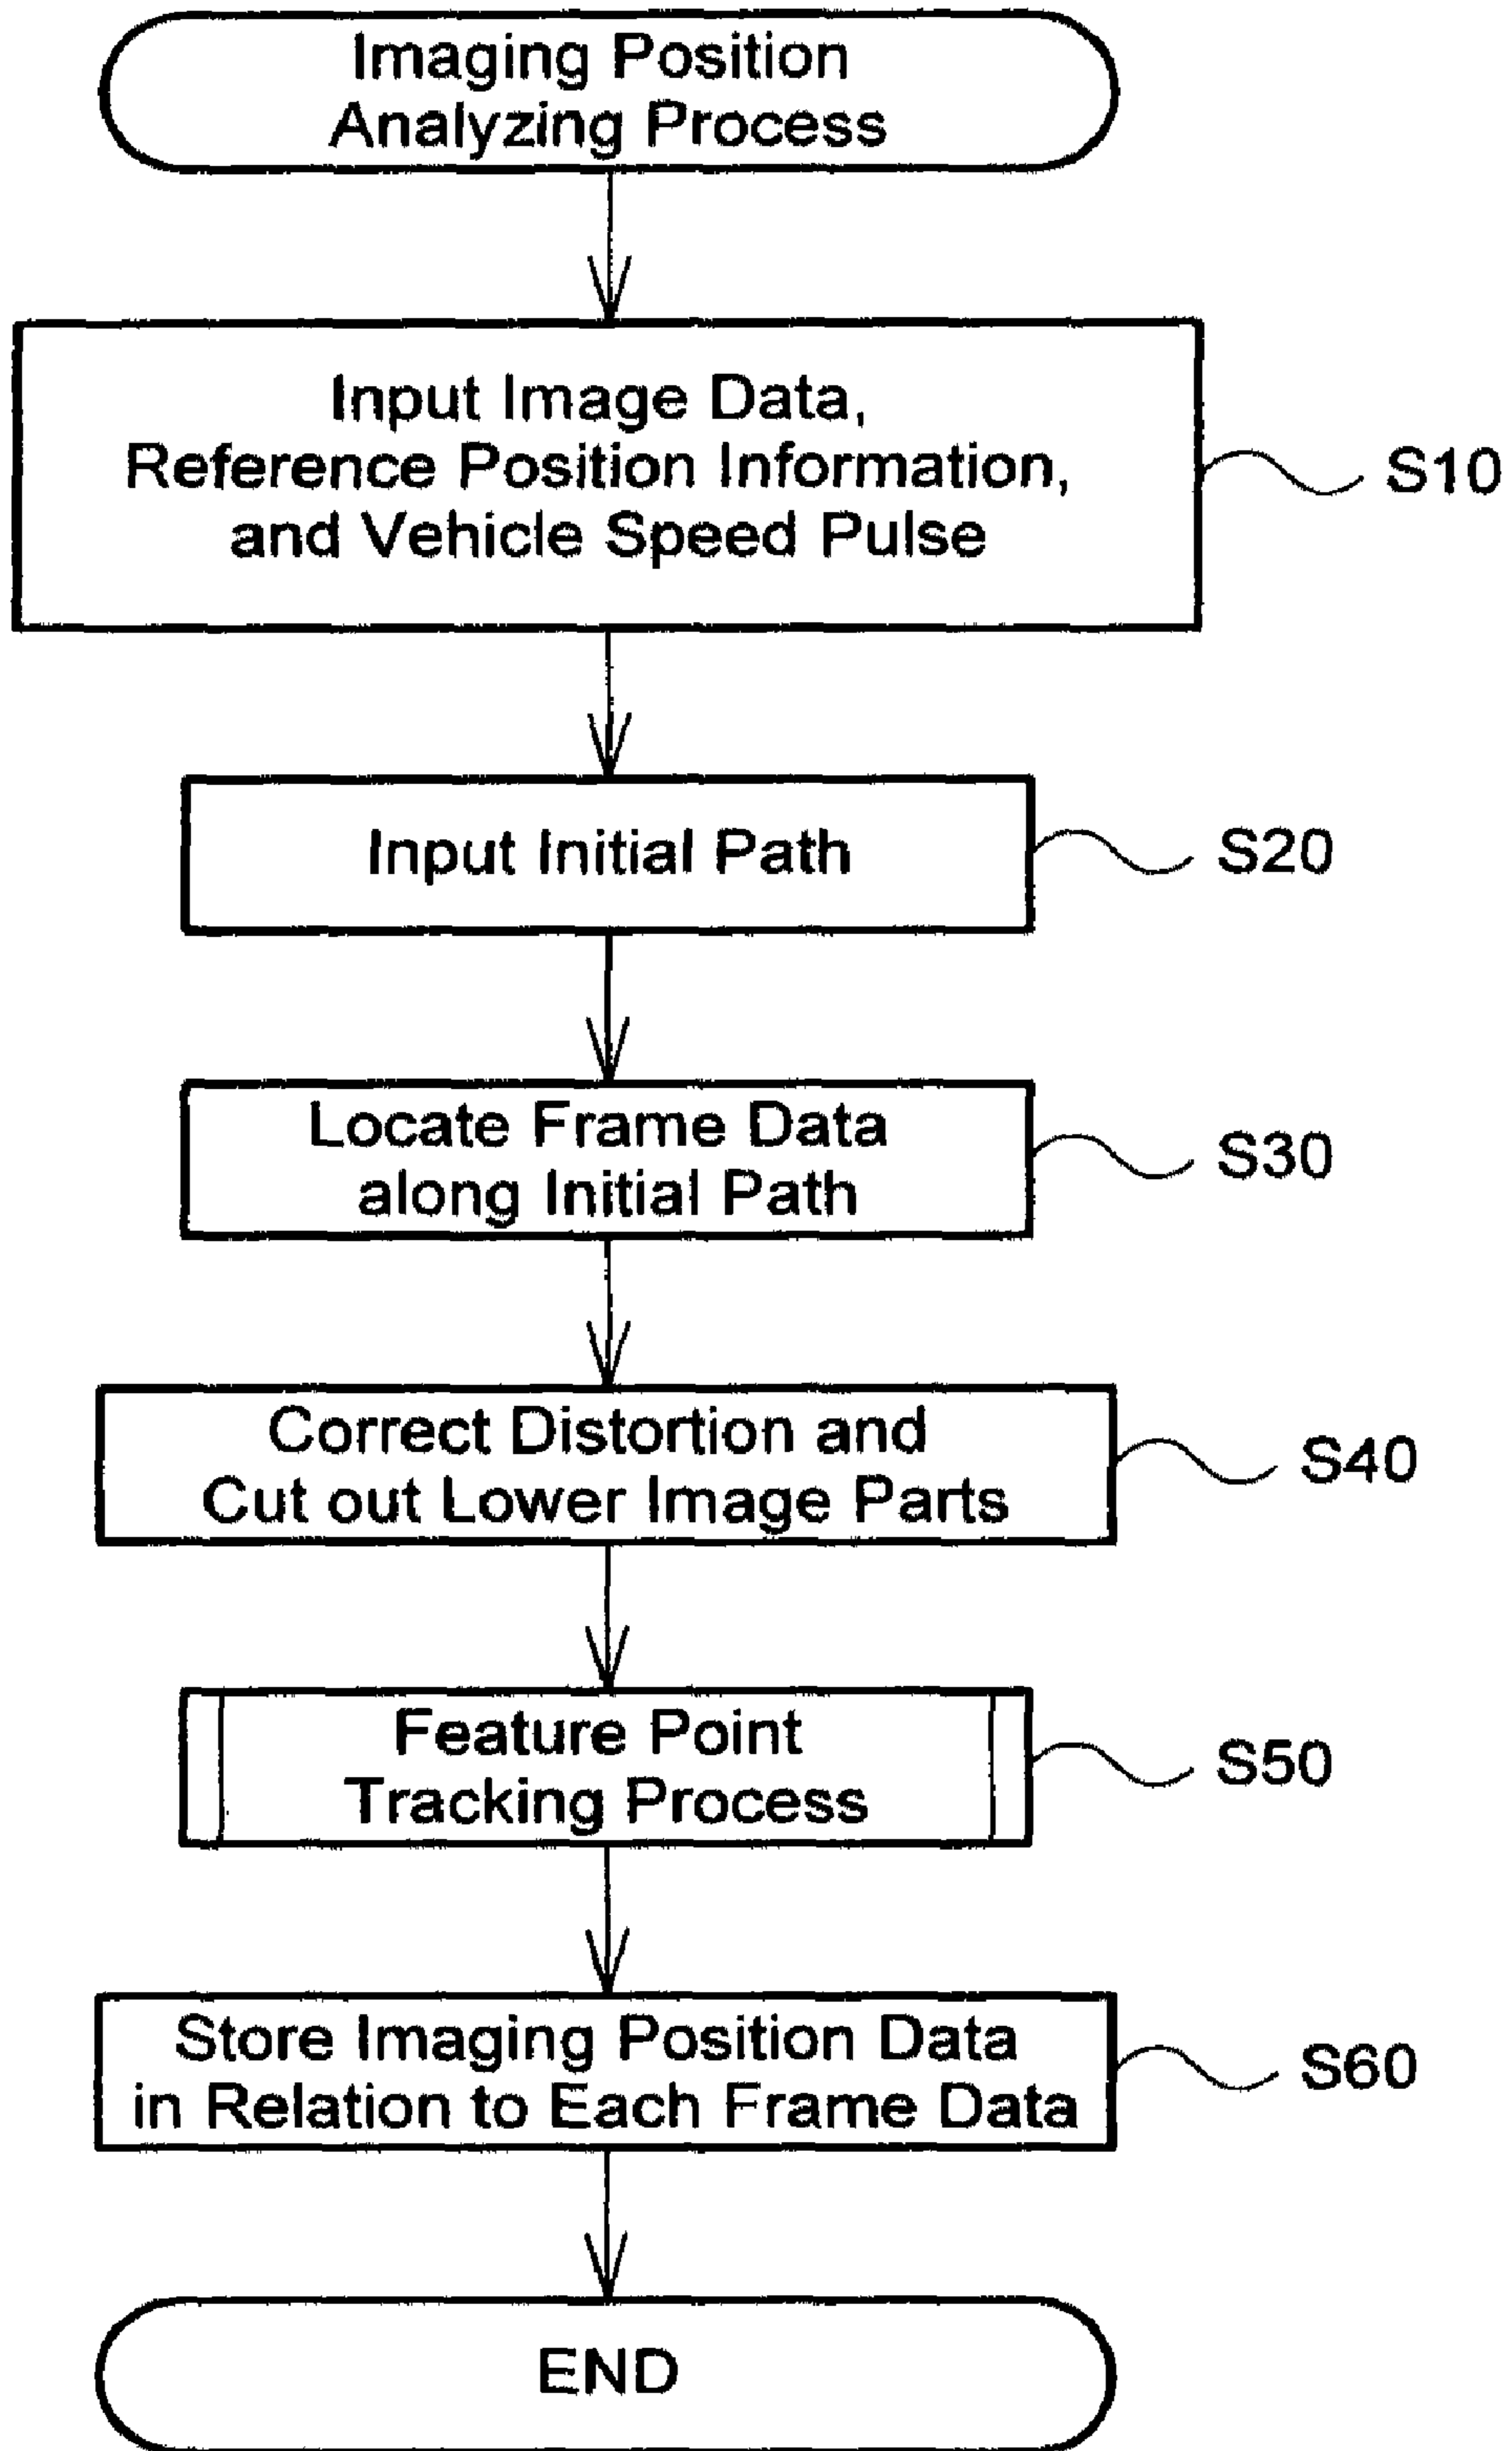 Imaging Position
Analyzing Process
Input Image Data,
Reference Position Information,
and Vehicle Speed Pulse
S10
Input Initial Path
S20
Locate Frame Data
along Initial Path
S30
Correct Distortion and
Cut out Lower Image Parts
S40
Feature Point
Tracking Process
S50
Store Imaging Position Data
in Relation to Each Frame Data
S60
END